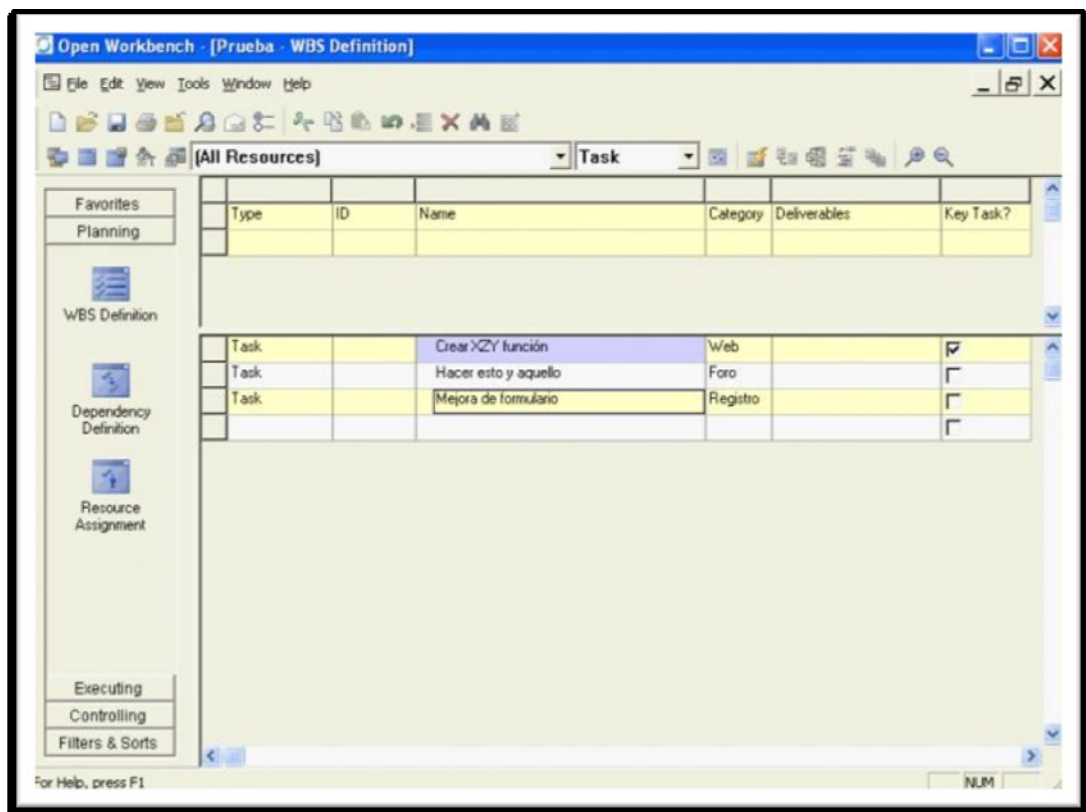 Open Workbench - [Prueba - WBS Definition]
File Edit View Tools Window Help
(All Resources) Task
Favorites
Planning
WBS Definition
Dependency
Definition
Resource
Assignment
Executing
Controlling
Filters & Sorts
Type ID Name Category Deliverables Key Task?
Task Crear XZY función Web
Task Hacer esto y aquello Foro
Task Mejora de formulario Registro
For Help, press F1 NUM